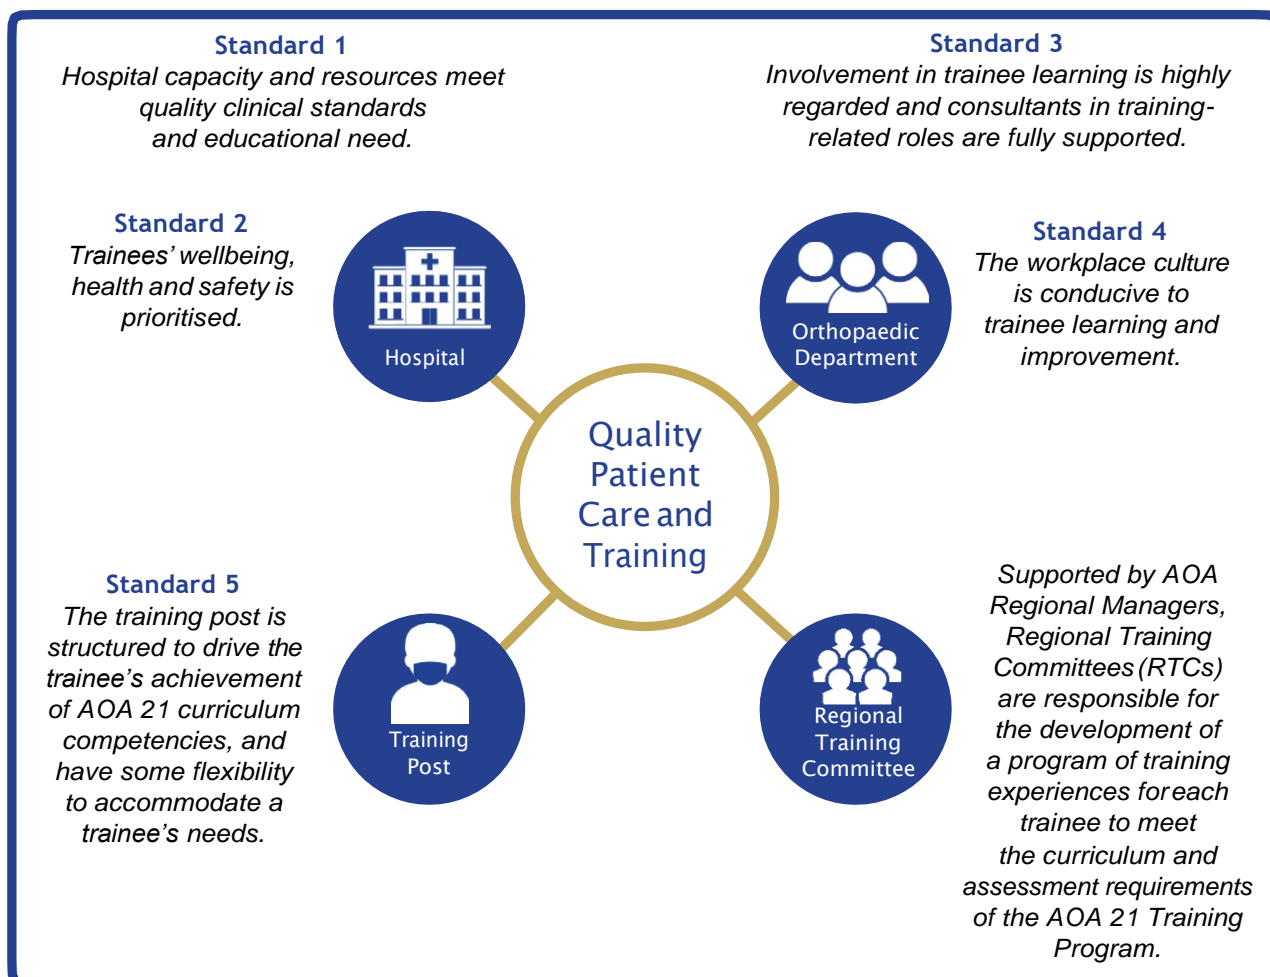 Standard 1
Hospital capacity and resources meet
quality clinical standards
and educational need.
Standard 3
Involvement in trainee learning is highly
regarded and consultants in training-
related roles are fully supported.
Standard 2
Trainees’ wellbeing,
health and safety is
prioritised.
Hospital
Orthopaedic
Department
Standard 4
The workplace culture
is conducive to
trainee learning and
improvement.
Quality
Patient
Care and
Training
Standard 5
The training post is
structured to drive the
trainee’s achievement
of AOA 21 curriculum
competencies, and
have some flexibility
to accommodate a
trainee’s needs.
Training
Post
Regional
Training
Committee
Supported by AOA
Regional Managers,
Regional Training
Committees (RTCs)
are responsible for
the development of
a program of training
experiences for each
trainee to meet
the curriculum and
assessment requirements
of the AOA 21 Training
Program.